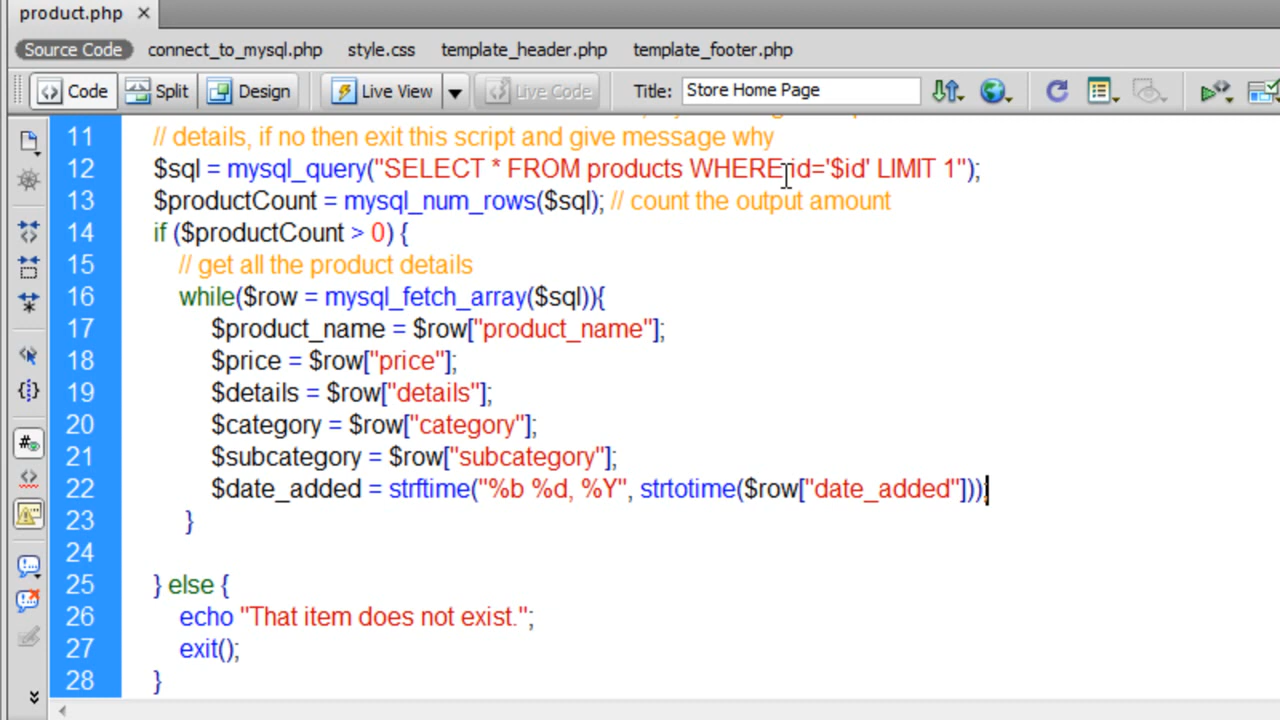 product.php ×
Source Code connect_to_mysql.php style.css template_header.php template_footer.php
Code Split Design Live View Live Code Title: Store Home Page
11 // details, if no then exit this script and give message why
12 $sql = mysql_query("SELECT * FROM products WHERE id='$id' LIMIT 1");
13 $productCount = mysql_num_rows($sql); // count the output amount
14 if ($productCount > 0) {
15 // get all the product details
16 while($row = mysql_fetch_array($sql)){
17 $product_name = $row["product_name"];
18 $price = $row["price"];
19 $details = $row["details"];
20 $category = $row["category"];
21 $subcategory = $row["subcategory"];
22 $date_added = strftime("%b %d, %Y", strtotime($row["date_added"]));
23 }
24
25 } else {
26 echo "That item does not exist.";
27 exit();
28 }